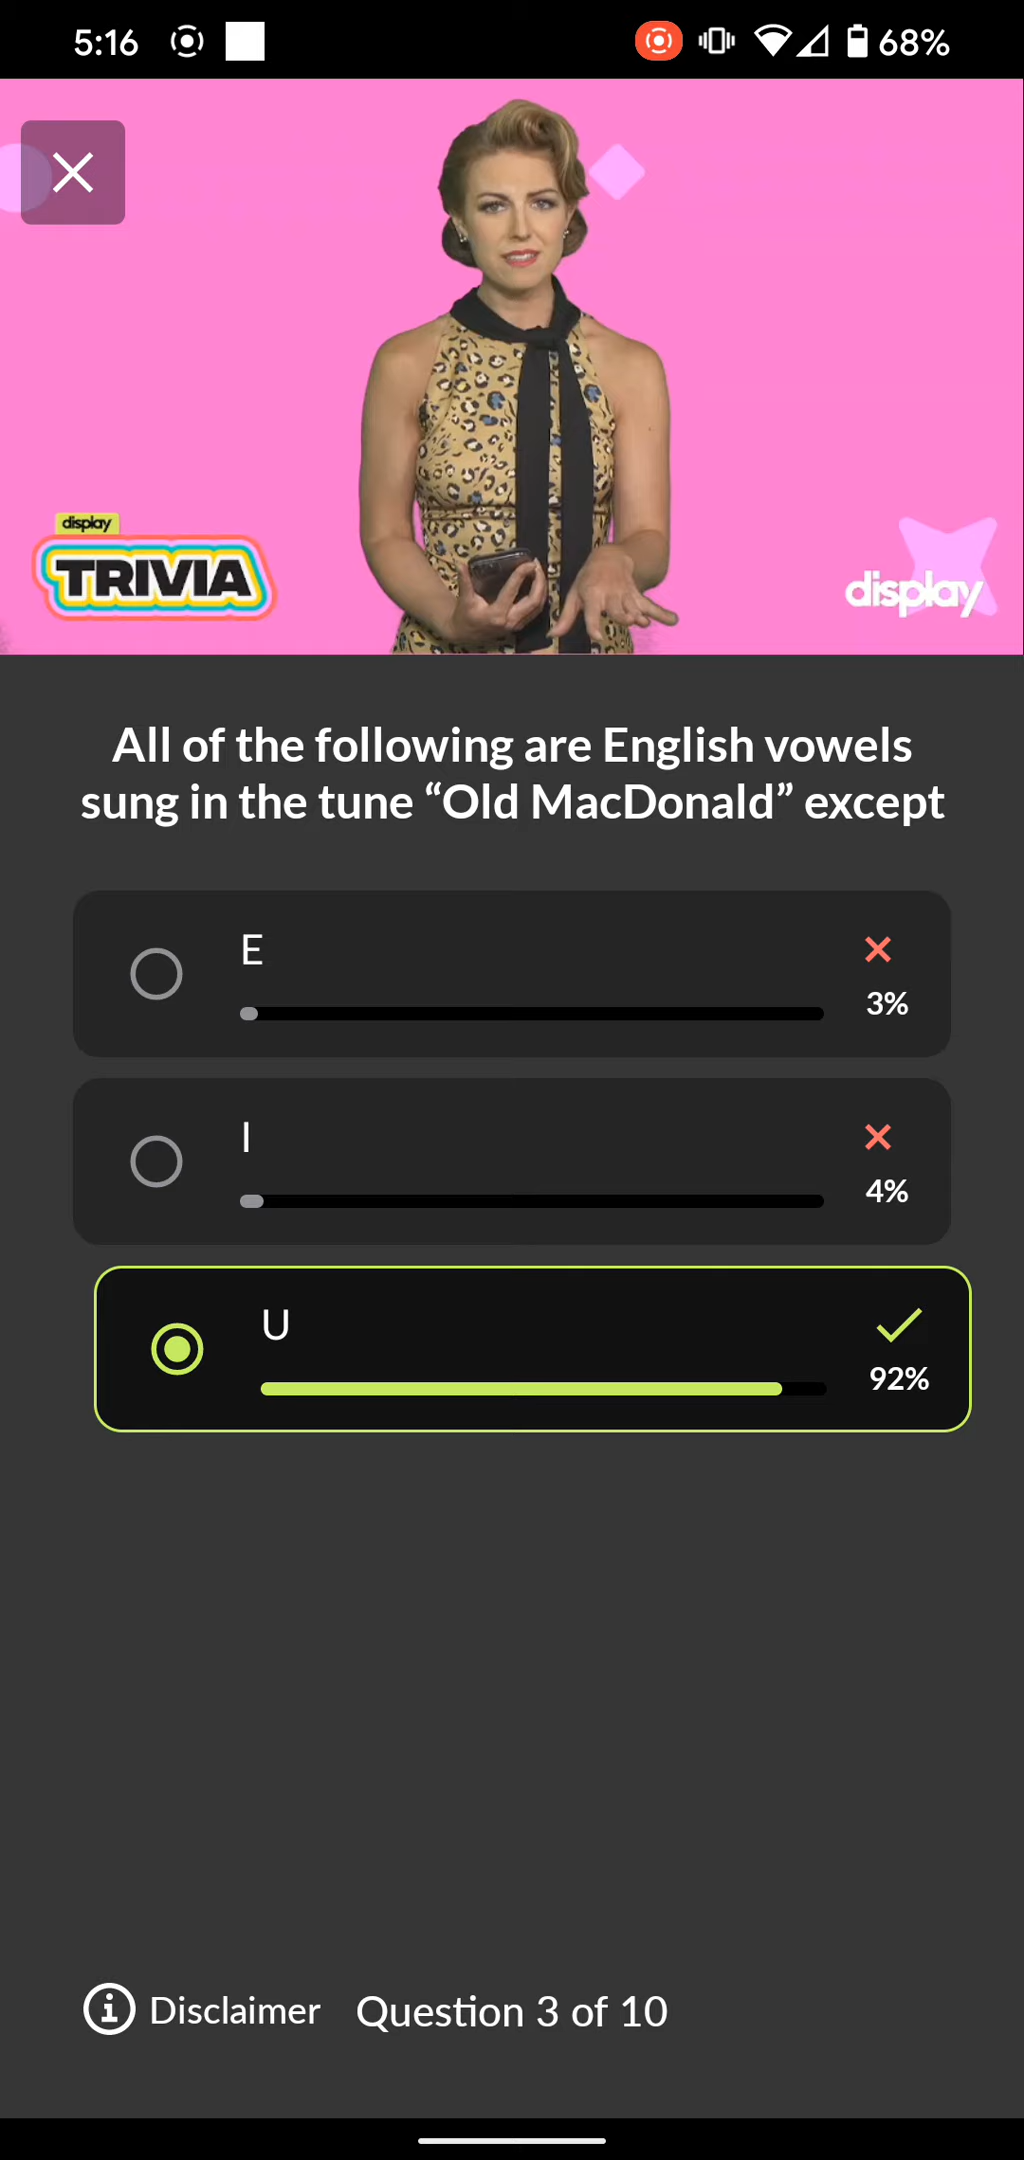 5:16
68%
display
TRIVIA
display
All of the following are English vowels
sung in the tune “Old MacDonald” except
E
3%
I
4%
U
92%
Disclaimer
Question 3 of 10